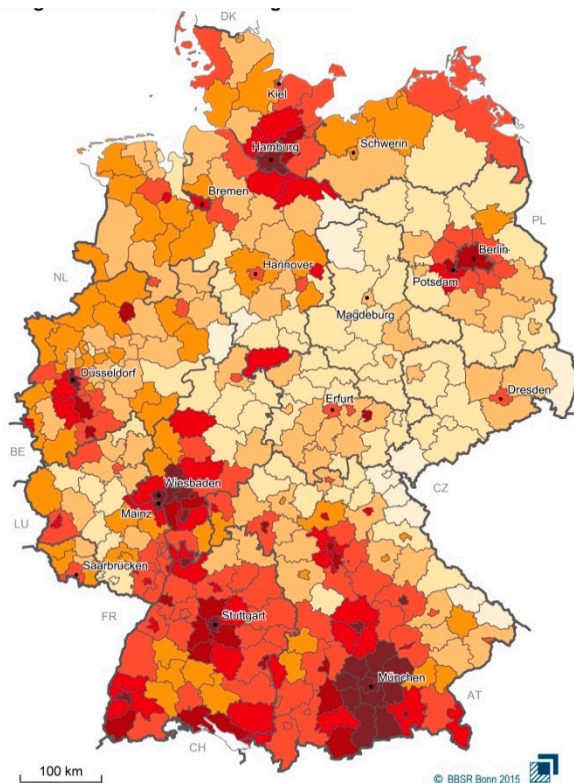 DK
Kiel
Hamburg
Schwerin
Bremen
PL
Berlin
Hannover
Potsdam
NL
Magdeburg
Düsseldorf
Dresden
Erfurt
BE
Wiesbaden
CZ
Mainz
LU
Saarbrücken
FR
Stuttgart
München
AT
CH
100 km
© BBSR Bonn 2015